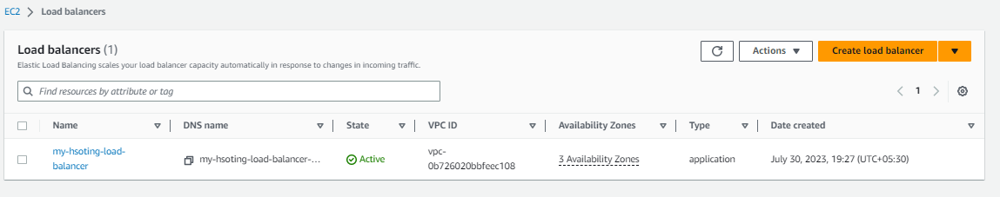 EC2 > Load balancers
Load balancers (1)
Actions
Create load balancer
Elastic Load Balancing scales your load balancer capacity automatically in response to changes in incoming traffic.
Find resources by attribute or tag
1
Name DNS name State VPC ID Availability Zones Type Date created
my-hsoting-load-
balancer
my-hsoting-load-balancer-...
Active
vpc-
0b726020bbfeec108
3 Availability Zones
application
July 30, 2023, 19:27 (UTC+05:30)